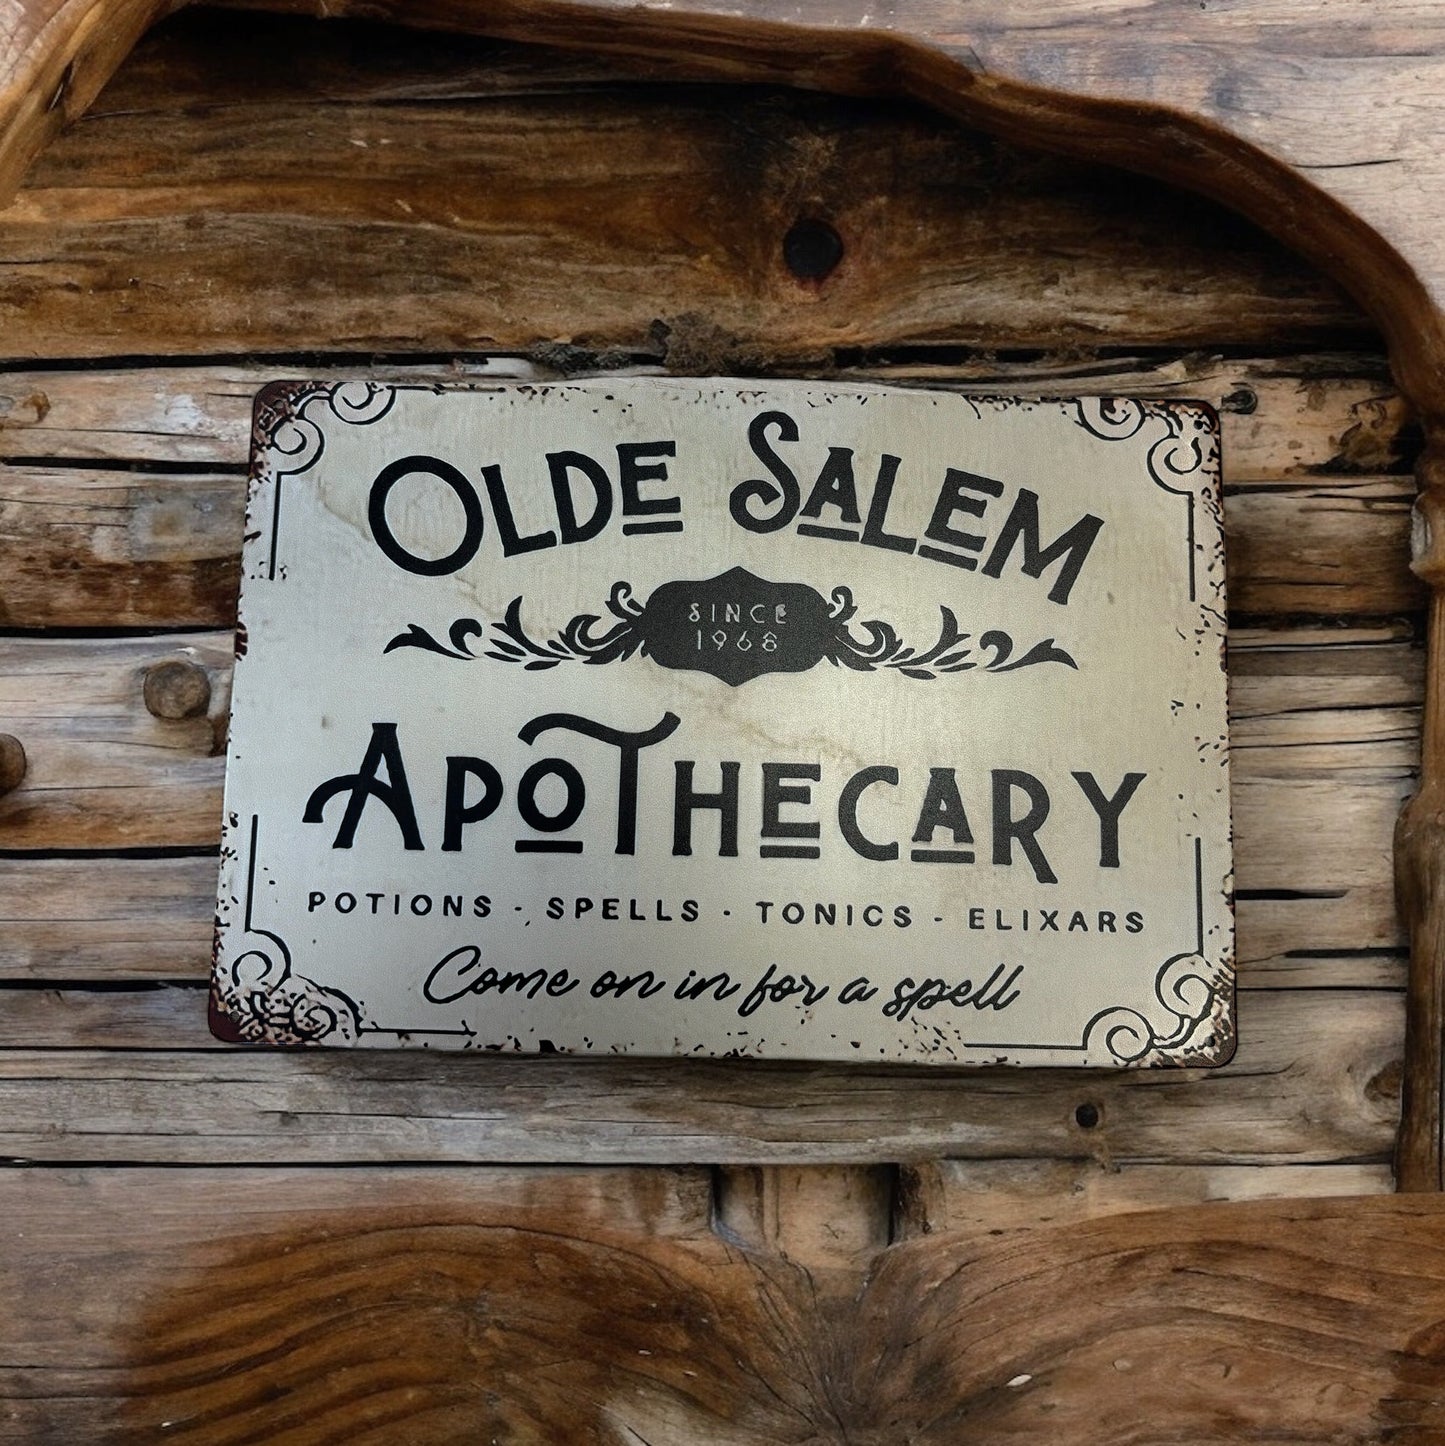 OLDE SALEM
SINCE
1968
APOTHECARY
POTIONS - SPELLS - TONICS - ELIXARS
Come on in for a spell